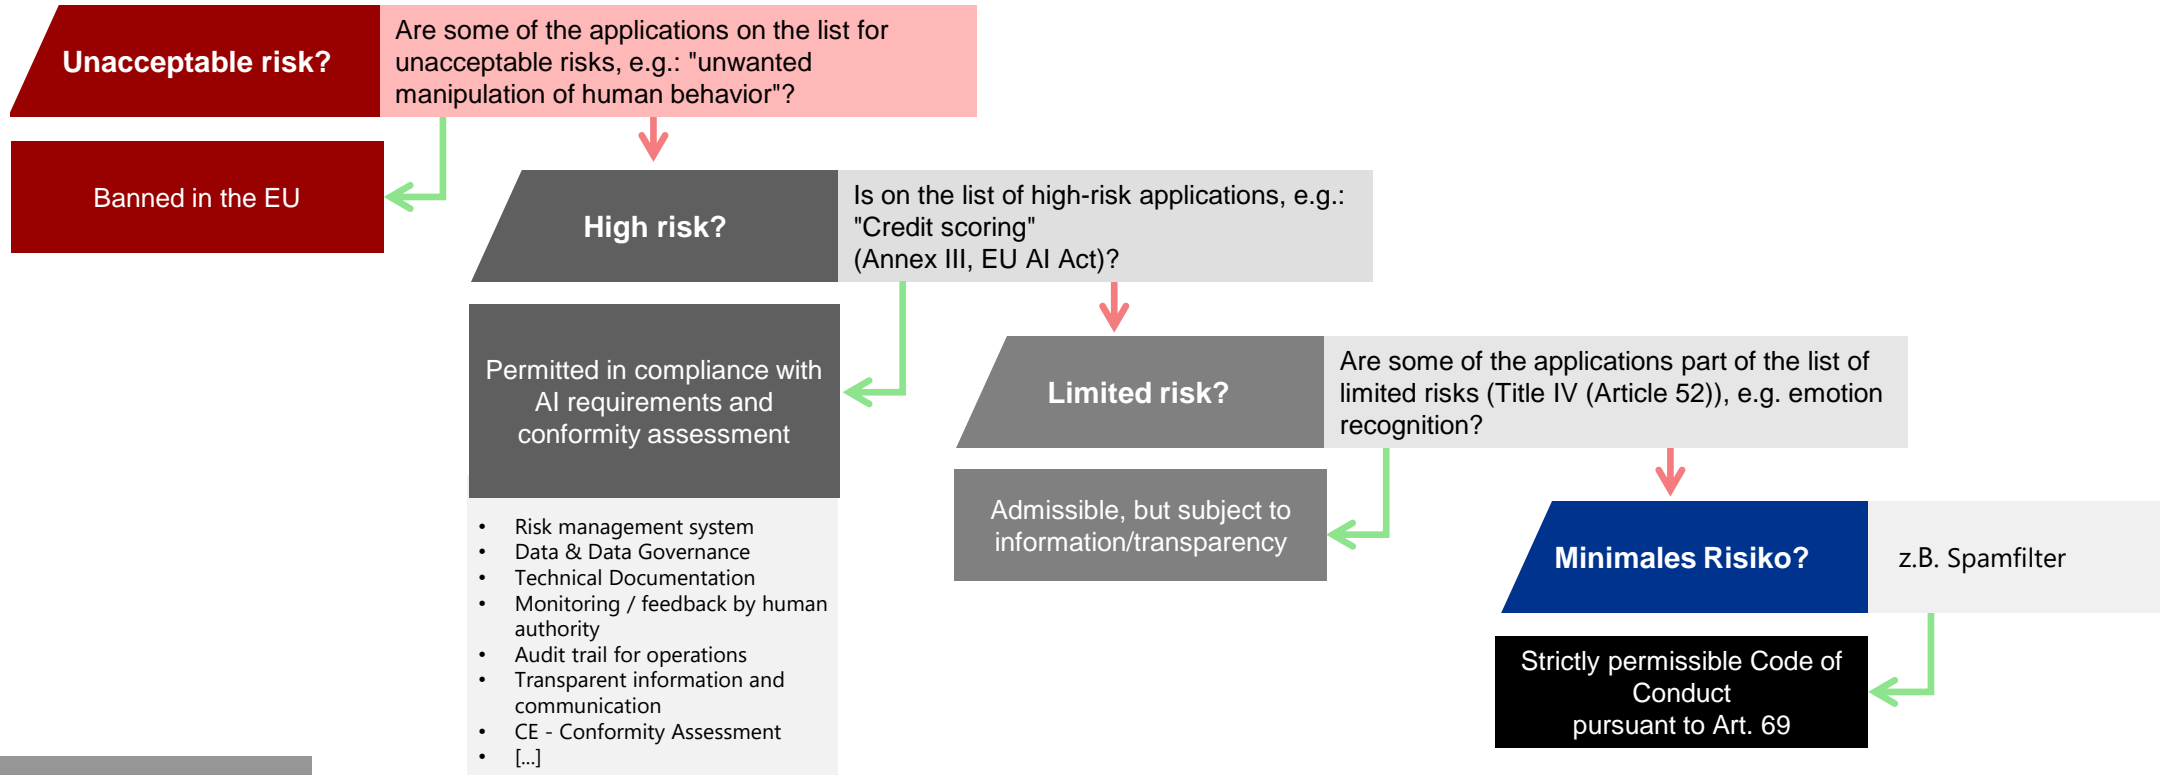 Unacceptable risk?
Are some of the applications on the list for
unacceptable risks, e.g.: "unwanted
manipulation of human behavior"?
Banned in the EU
High risk?
Is on the list of high-risk applications, e.g.:
"Credit scoring"
(Annex III, EU AI Act)?
Permitted in compliance with
AI requirements and
conformity assessment
• Risk management system
• Data & Data Governance
• Technical Documentation
• Monitoring / feedback by human
authority
• Audit trail for operations
• Transparent information and
communication
• CE - Conformity Assessment
• [...]
Limited risk?
Are some of the applications part of the list of
limited risks (Title IV (Article 52)), e.g. emotion
recognition?
Admissible, but subject to
information/transparency
Minimales Risiko?
z.B. Spamfilter
Strictly permissible Code of
Conduct
pursuant to Art. 69